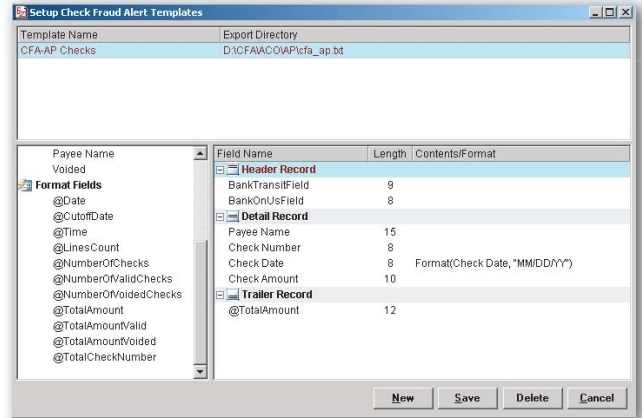 Setup Check Fraud Alert Templates
Template Name Export Directory
CFA-AP Checks D:\CFA\ACO\AP\cfa_ap.txt
Payee Name
Voided
Format Fields
@Date
@CutoffDate
@Time
@LinesCount
@NumberOfChecks
@NumberOfValidChecks
@NumberOfVoidedChecks
@TotalAmount
@TotalAmountValid
@TotalAmountVoided
@TotalCheckNumber
Field Name Length Contents/Format
Header Record
BankTransitField 9
BankOnUsField 8
Detail Record
Payee Name 15
Check Number 8
Check Date 8 Format(Check Date, "MM/DD/YY")
Check Amount 10
Trailer Record
@TotalAmount 12
New Save Delete Cancel